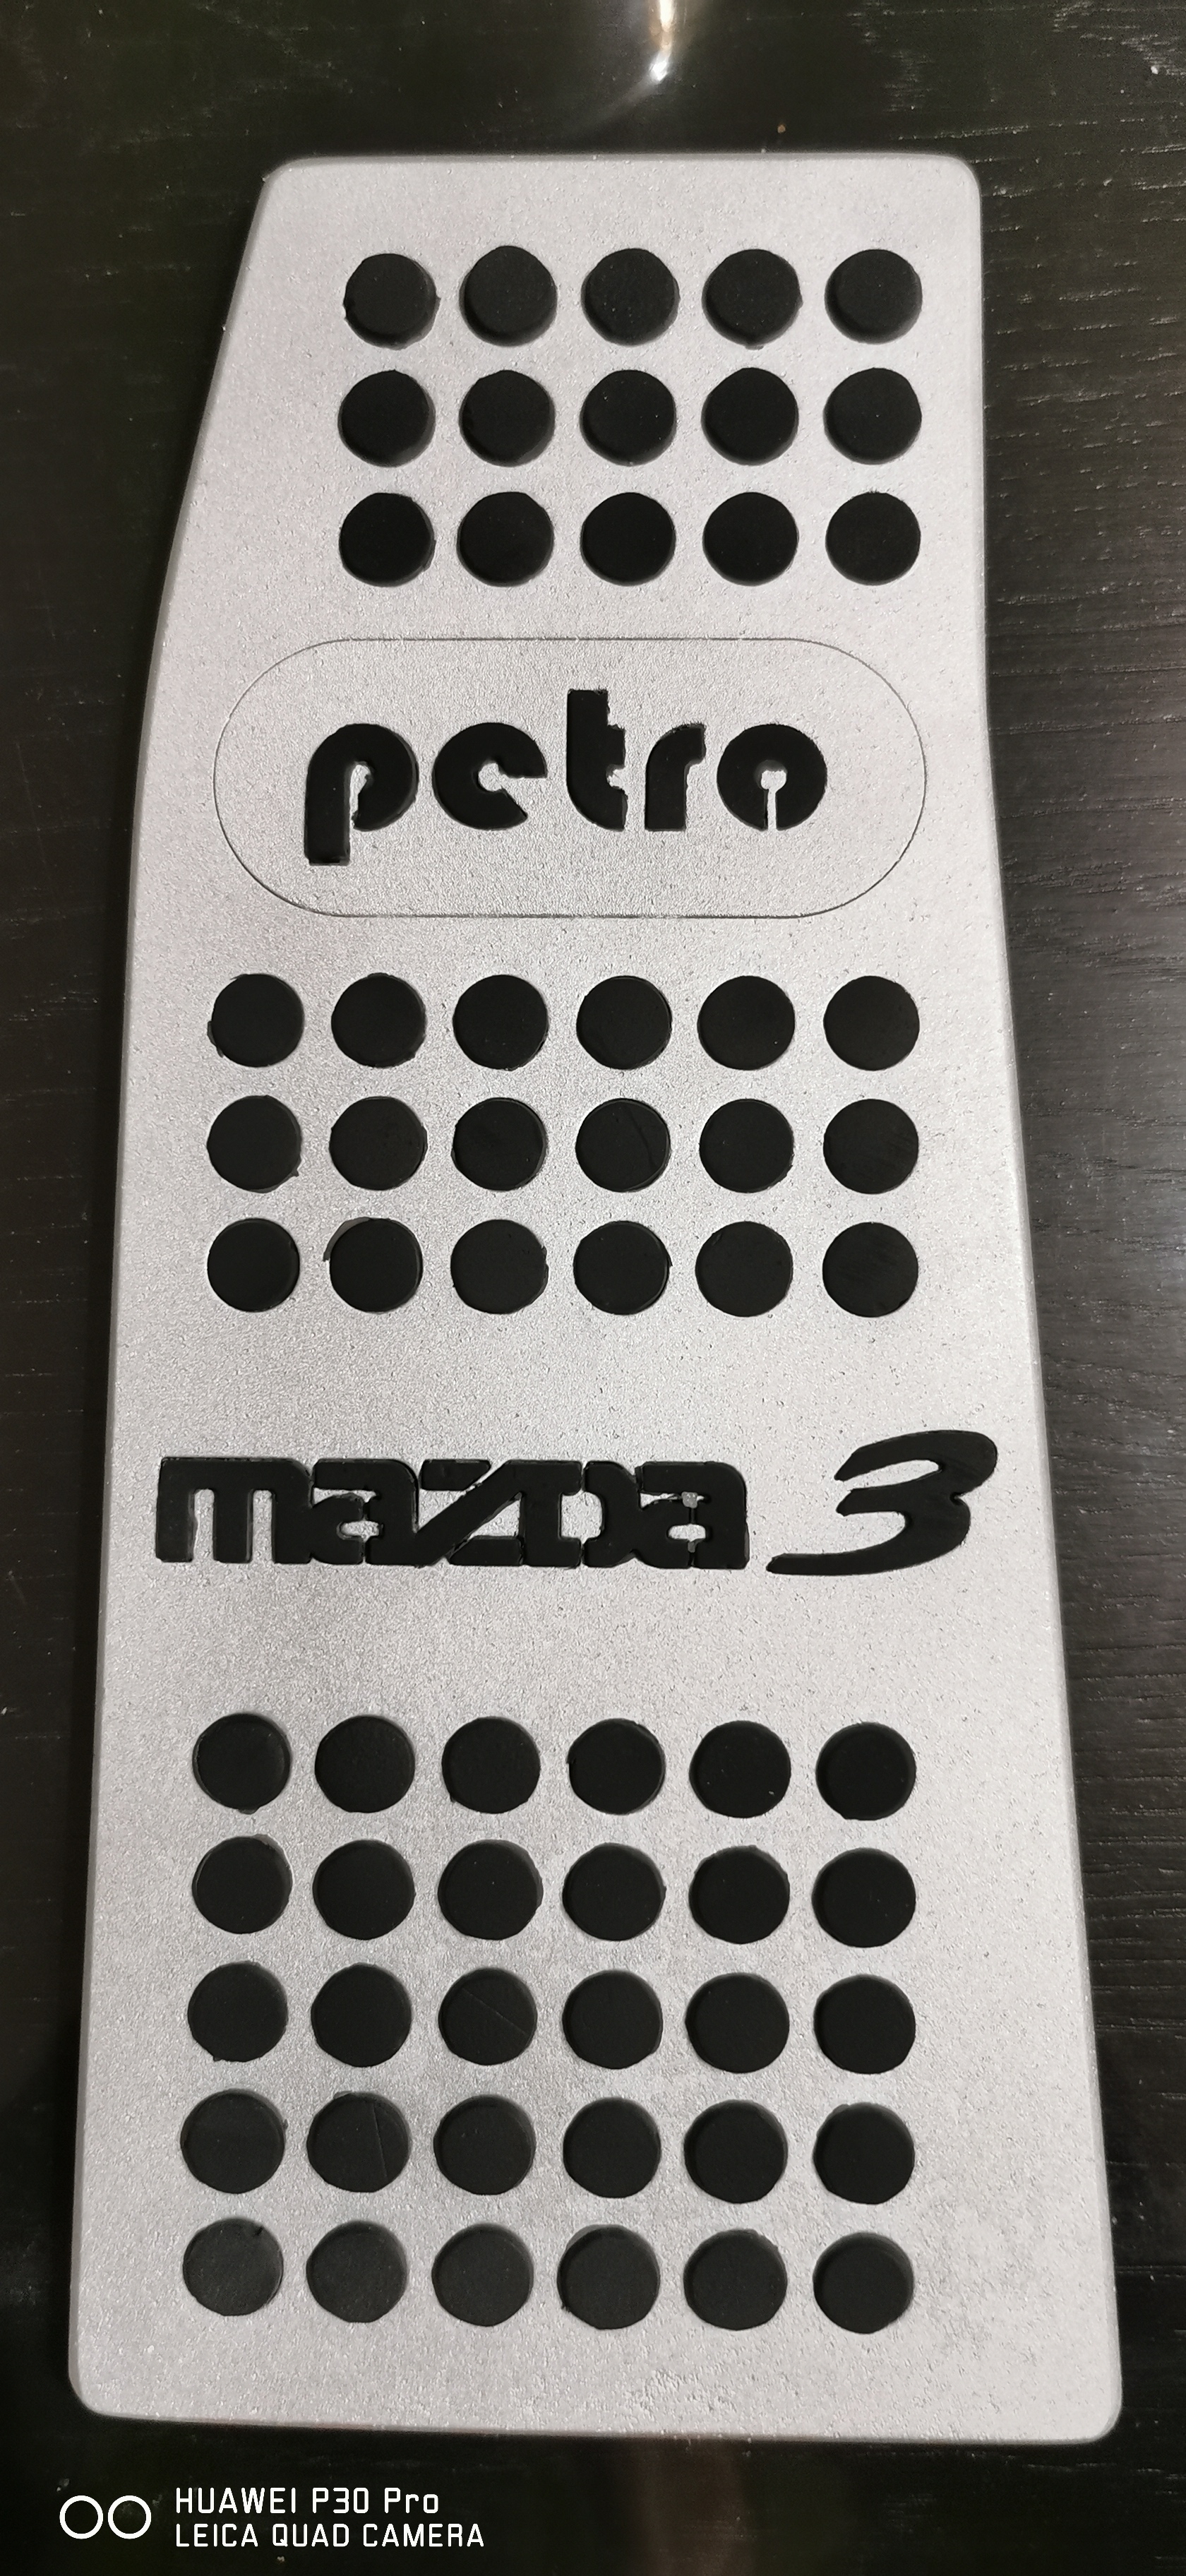 petro
mazda 3
HUAWEI P30 Pro
LEICA QUAD CAMERA